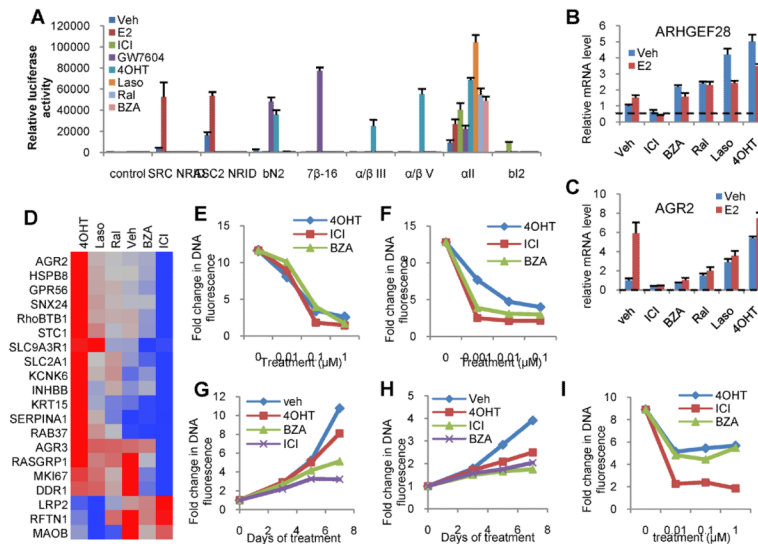 A
Relative luciferase activity
120000
100000
80000
60000
40000
20000
0
Veh
E2
ICI
GW7604
4OHT
Laso
Ral
BZA
control
SRC NRAD
ASC2 NRID
bN2
7β-16
α/β III
α/β V
αII
bI2
B
ARHGEF28
Relative mRNA level
6
5
4
3
2
1
0
Veh
E2
Veh
ICI
BZA
Ral
Laso
4OHT
C
AGR2
relative mRNA level
8
6
4
2
0
Veh
E2
veh
ICI
BZA
Ral
Laso
4OHT
D
4OHT
Laso
Ral
Veh
BZA
ICI
AGR2
HSPB8
GPR56
SNX24
RhoBTB1
STC1
SLC9A3R1
SLC2A1
KCNK6
INHBB
KRT15
SERPINA1
RAB37
AGR3
RASGRP1
MKI67
DDR1
LRP2
RFTN1
MAOB
E
Fold change in DNA fluorescence
15
10
5
0
4OHT
ICI
BZA
0
0.01
0.1
1
Treatment (μM)
F
Fold change in DNA fluorescence
15
10
5
0
4OHT
ICI
BZA
0
0.001
0.01
0.1
Treatment (μM)
G
Fold change in DNA fluorescence
12
10
8
6
4
2
0
veh
4OHT
BZA
ICI
0
2
4
6
8
Days of treatment
H
Fold change in DNA fluorescence
5
4
3
2
1
0
Veh
4OHT
ICI
BZA
0
2
4
6
8
Days of treatment
I
Fold change in DNA fluorescence
10
5
0
4OHT
ICI
BZA
0
0.01
0.1
1
treatment (μM)